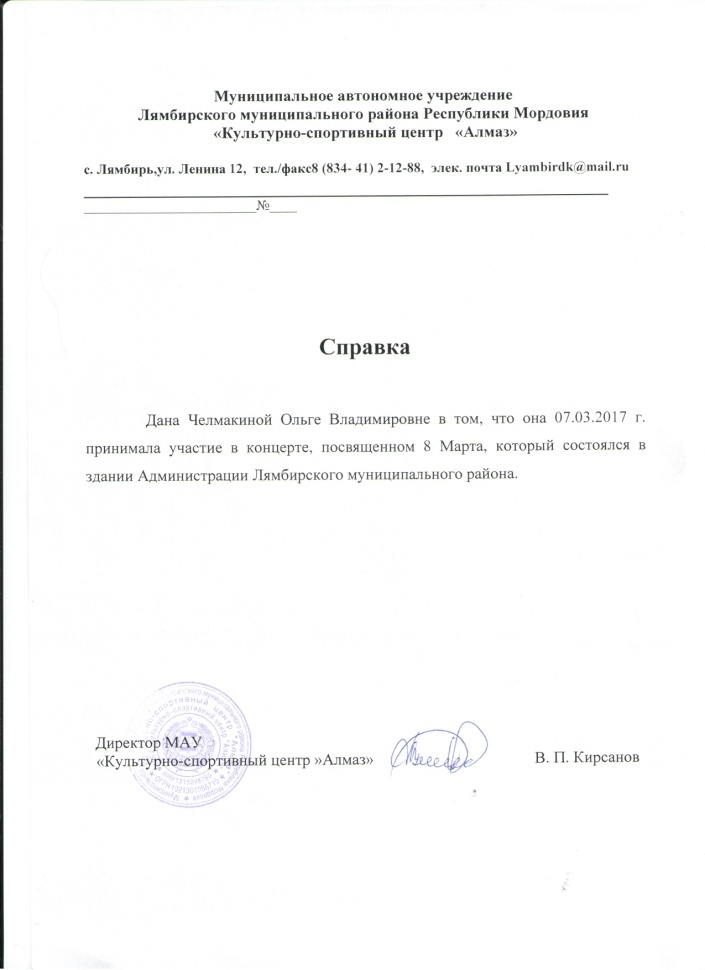 Муниципальное автономное учреждение
Лямбирского муниципального района Республики Мордовия
«Культурно-спортивный центр «Алмаз»
с. Лямбирь,ул. Ленина 12, тел./факс8 (834- 41) 2-12-88, элек. почта Lyambirdk@mail.ru
№
Справка
Дана Челмакиной Ольге Владимировне в том, что она 07.03.2017 г.
принимала участие в концерте, посвященном 8 Марта, который состоялся в
здании Администрации Лямбирского муниципального района.
Директор МАУ
«Культурно-спортивный центр »Алмаз»
В. П. Кирсанов